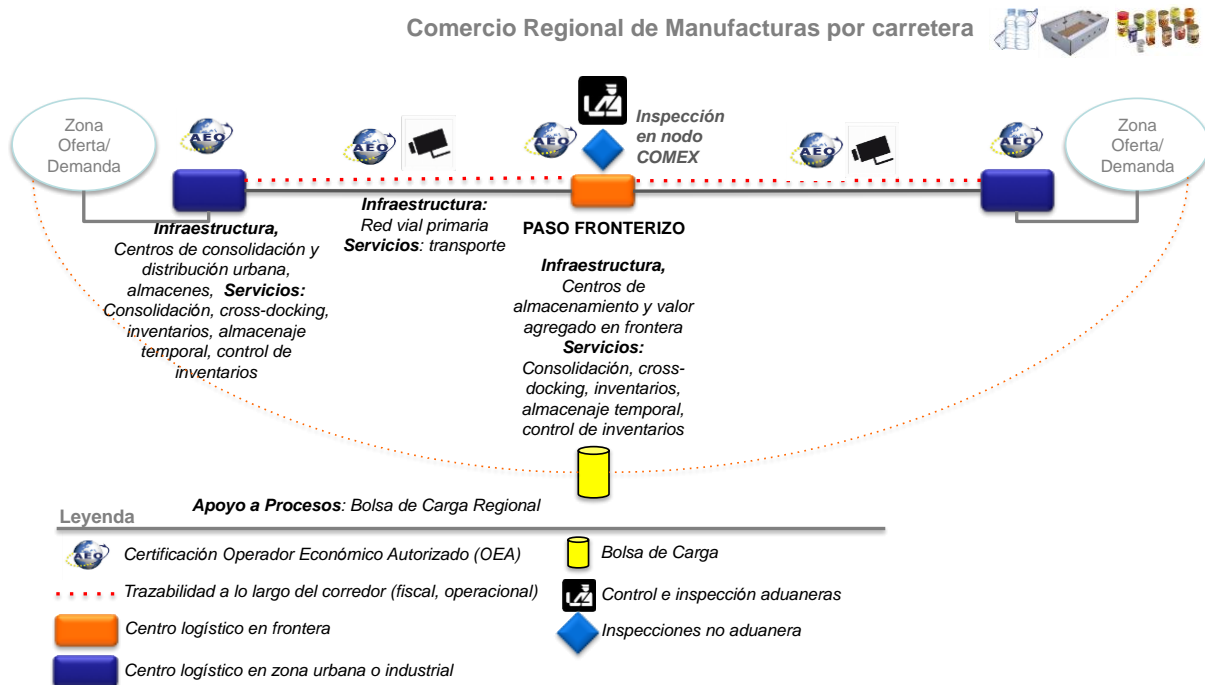 Comercio Regional de Manufacturas por carretera
Zona
Oferta/
Demanda
AEO
AEO
AEO
Inspección
en nodo
COMEX
AEO
AEO
Zona
Oferta/
Demanda
Infraestructura,
Centros de consolidación y
distribución urbana,
almacenes, Servicios:
Consolidación, cross-docking,
inventarios, almacenaje
temporal, control de
inventarios
Infraestructura:
Red vial primaria
Servicios: transporte
PASO FRONTERIZO
Infraestructura,
Centros de
almacenamiento y valor
agregado en frontera
Servicios:
Consolidación, cross-
docking, inventarios,
almacenaje temporal,
control de inventarios
Apoyo a Procesos: Bolsa de Carga Regional
Leyenda
AEO
Certificación Operador Económico Autorizado (OEA)
Trazabilidad a lo largo del corredor (fiscal, operacional)
Centro logístico en frontera
Centro logístico en zona urbana o industrial
Bolsa de Carga
Control e inspección aduaneras
Inspecciones no aduanera